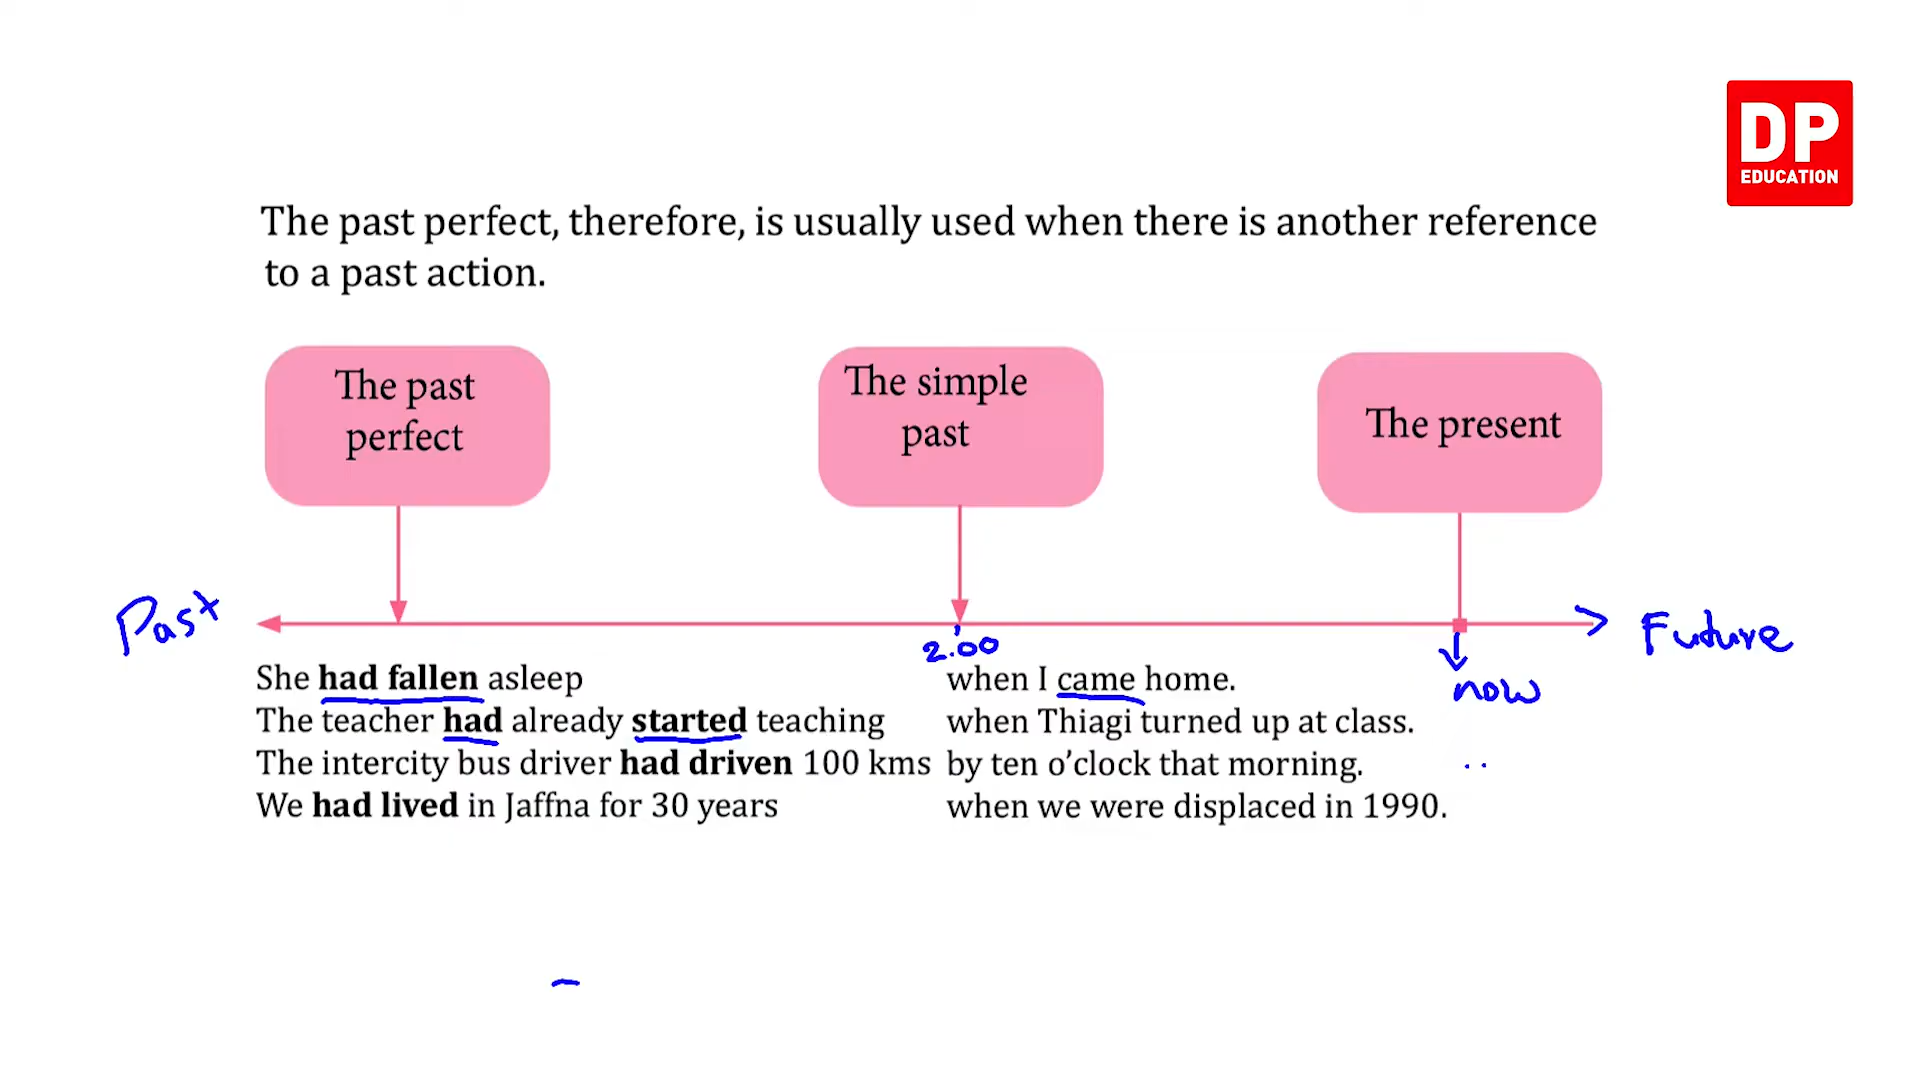 DP
EDUCATION
The past perfect, therefore, is usually used when there is another reference
to a past action.
The past
perfect
The simple
past
The present
Past
Future
2.00
now
She had fallen asleep when I came home.
The teacher had already started teaching when Thiagi turned up at class.
The intercity bus driver had driven 100 kms by ten o’clock that morning.
We had lived in Jaffna for 30 years when we were displaced in 1990.